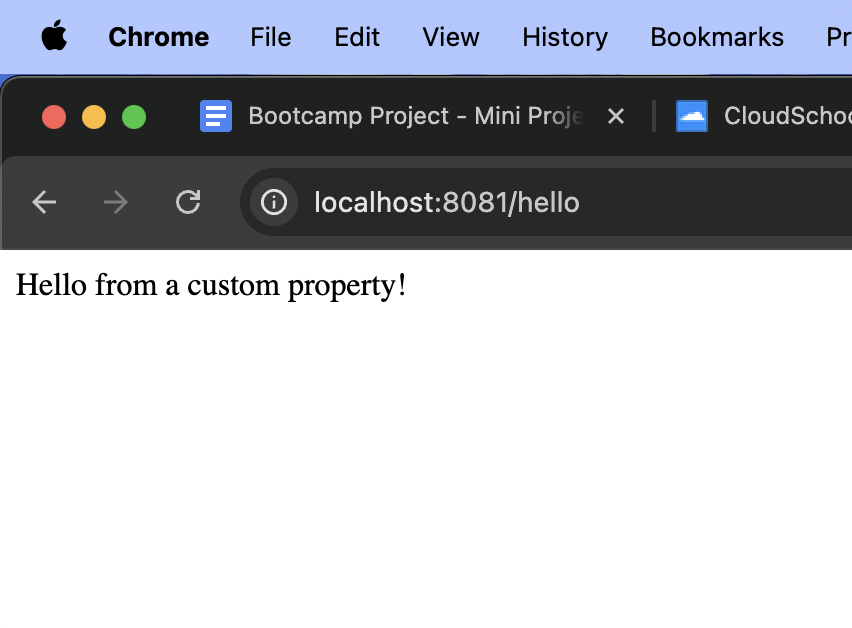 Chrome File Edit View History Bookmarks
Bootcamp Project - Mini Proje CloudSchoo
localhost:8081/hello
Hello from a custom property!